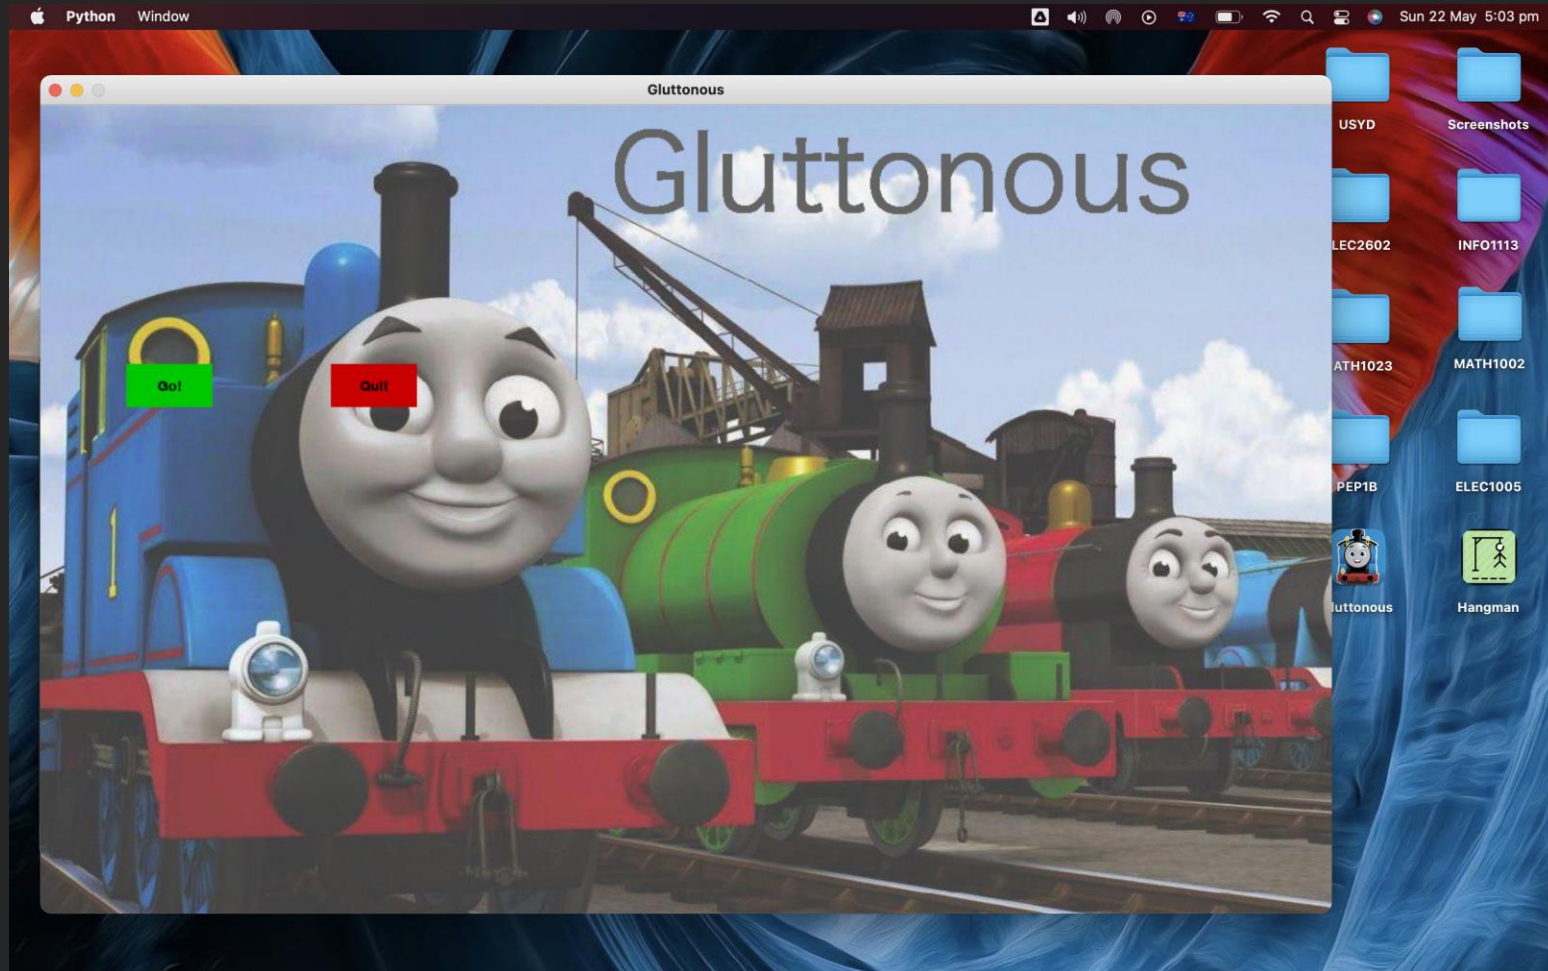 Python Window Sun 22 May 5:03 pm
Gluttonous
Gluttonous
Go! Quit
1
USYD Screenshots
LEC2602 INFO1113
ATH1023 MATH1002
PEP1B ELEC1005
luttonous Hangman